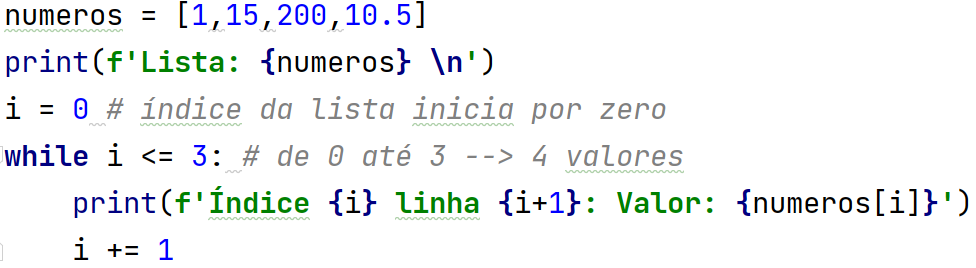 numeros = [1,15,200,10.5]
print(f'Lista: {numeros} \n')
i = 0 # índice da lista inicia por zero
while i <= 3: # de 0 até 3 --> 4 valores
    print(f'Índice {i} linha {i+1}: Valor: {numeros[i]}')
    i += 1